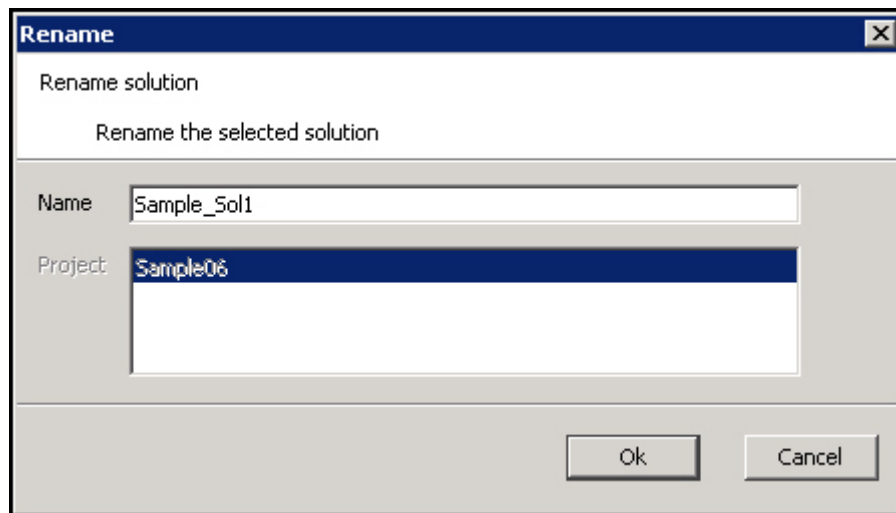 Rename
Rename solution
Rename the selected solution
Name Sample_Sol1
Project Sample06
Ok Cancel